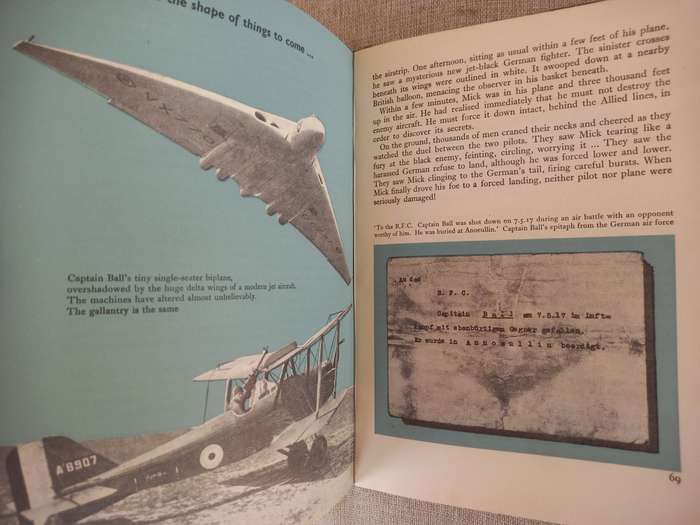 the shape of things to come ...
VX770
Captain Ball's tiny single-seater biplane,
overshadowed by the huge delta wings of a modern jet aircraft.
The machines have altered almost unbelievably.
The gallantry is the same
A8907
the airstrip. One afternoon, sitting as usual within a few feet of his plane,
he saw a mysterious new jet-black German fighter. The sinister crosses
beneath its wings were outlined in white. It swooped down at a nearby
British balloon, menacing the observer in his basket beneath.
Within a few minutes, Mick was in his plane and three thousand feet
up in the air. He had realised immediately that he must not destroy the
enemy aircraft. He must force it down intact, behind the Allied lines, in
order to discover its secrets.
On the ground, thousands of men craned their necks and cheered as they
watched the duel between the two pilots. They saw Mick tearing like a
fury at the black enemy, feinting, circling, worrying it ... They saw the
harassed German refuse to land, although he was forced lower and lower.
They saw Mick clinging to the German's tail, firing careful bursts. When
Mick finally drove his foe to a forced landing, neither pilot nor plane were
seriously damaged!
'To the R.F.C. Captain Ball was shot down on 7.5.17 during an air battle with an opponent
worthy of him. He was buried at Anoeullin.' Captain Ball's epitaph from the German air force
An das
R. F. C.
Capitain Ball am 7.5.17 im Luft-
kampf mit ebenbürtigem Gegner gefallen.
Er wurde in Annoeullin beerdigt.
69